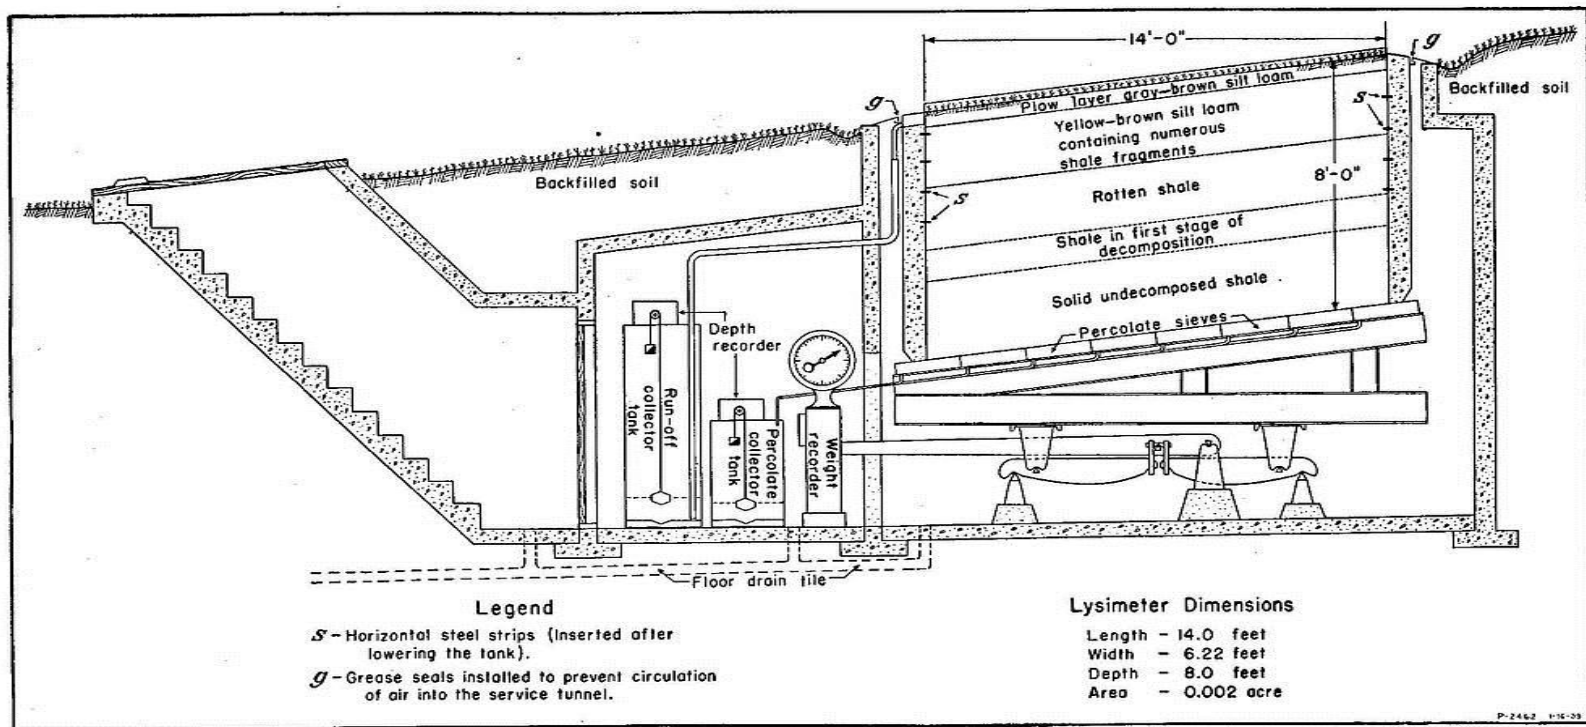 14'-0"
g
Backfilled soil
g
Plow layer gray-brown silt loam
s
Yellow-brown silt loam
containing numerous
shale fragments
8'-0"
Backfilled soil
Rotten shale
s
Shale in first stage of
decomposition
Solid undecomposed shale
Percolate sieves
Depth
recorder
Run-off
collector
tank
Percolate
collector
tank
Weight
recorder
Floor drain tile
Legend
s - Horizontal steel strips (Inserted after
lowering the tank).
g - Grease seals installed to prevent circulation
of air into the service tunnel.
Lysimeter Dimensions
Length - 14.0 feet
Width - 6.22 feet
Depth - 8.0 feet
Area - 0.002 acre
P-2462 1-16-39